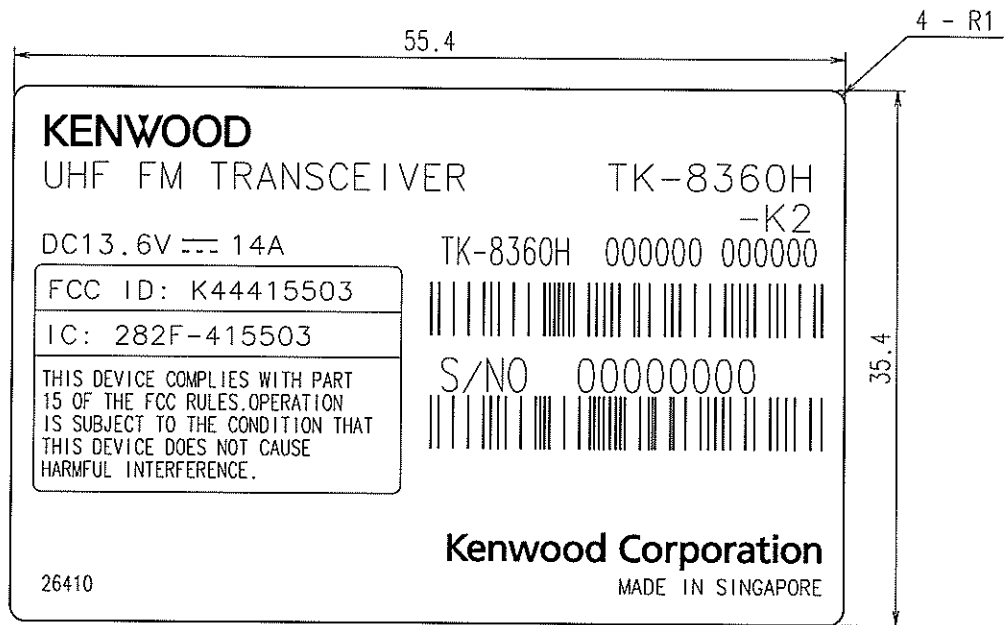 4 - R1
55.4
KENWOOD
UHF FM TRANSCEIVER TK-8360H
-K2
DC13.6V 14A
TK-8360H 000000 000000
FCC ID: K44415503
IC: 282F-415503
S/NO 00000000
35.4
THIS DEVICE COMPLIES WITH PART
15 OF THE FCC RULES.OPERATION
IS SUBJECT TO THE CONDITION THAT
THIS DEVICE DOES NOT CAUSE
HARMFUL INTERFERENCE.
Kenwood Corporation
26410 MADE IN SINGAPORE